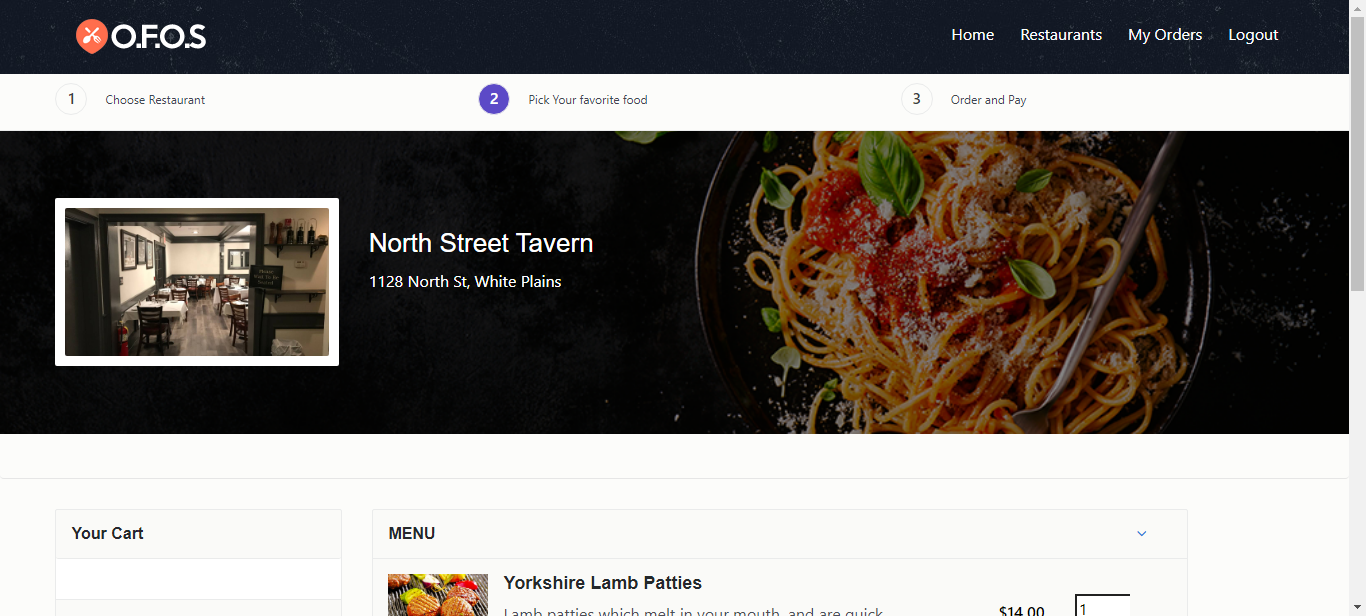 O.F.O.S
Home
Restaurants
My Orders
Logout
1
Choose Restaurant
2
Pick Your favorite food
3
Order and Pay
North Street Tavern
1128 North St, White Plains
Your Cart
MENU
Yorkshire Lamb Patties
Lamb patties which melt in your mouth, and are quick
$14.00
1